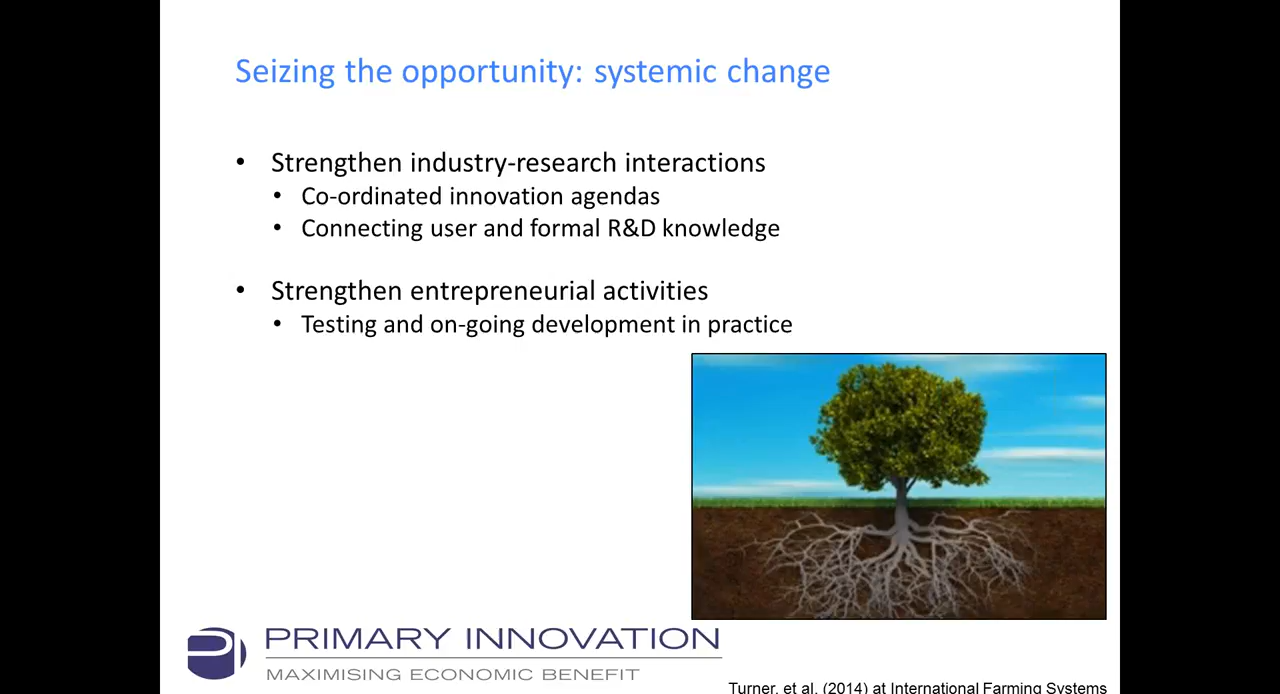 Seizing the opportunity: systemic change
• Strengthen industry-research interactions
• Co-ordinated innovation agendas
• Connecting user and formal R&D knowledge
• Strengthen entrepreneurial activities
• Testing and on-going development in practice
PRIMARY INNOVATION
MAXIMISING ECONOMIC BENEFIT
Turner, et al. (2014) at International Farming Systems